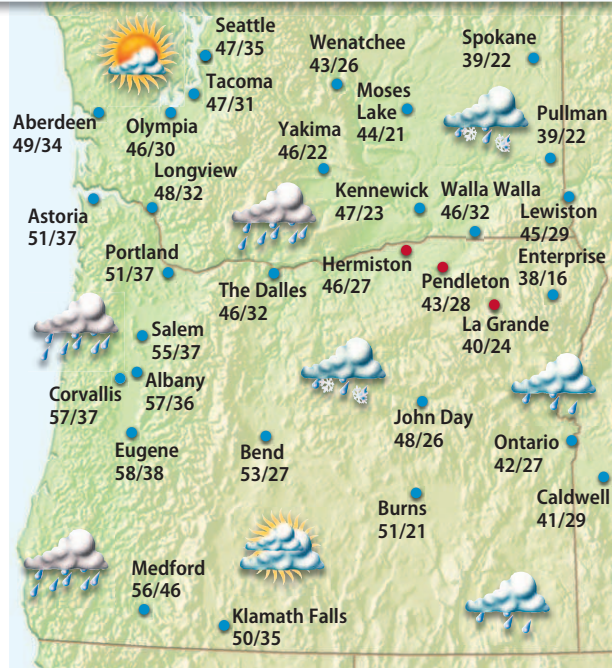 Seattle
47/35
Wenatchee
43/26
Spokane
39/22
Tacoma
47/31
Moses
Lake
44/21
Aberdeen
49/34
Olympia
46/30
Yakima
46/22
Pullman
39/22
Longview
48/32
Kennewick
47/23
Walla Walla
46/32
Lewiston
45/29
Astoria
51/37
Portland
51/37
The Dalles
46/32
Hermiston
46/27
Pendleton
43/28
Enterprise
38/16
La Grande
40/24
Salem
55/37
Corvallis
57/37
Albany
57/36
Eugene
58/38
Bend
53/27
John Day
48/26
Ontario
42/27
Burns
51/21
Caldwell
41/29
Medford
56/46
Klamath Falls
50/35